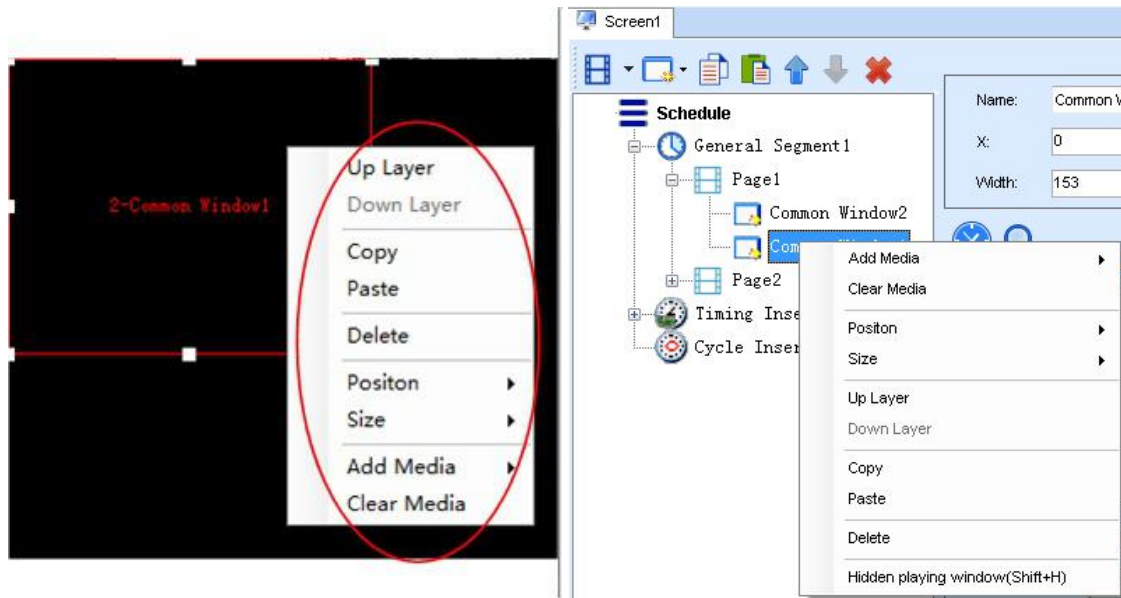 2-Common Window1
Up Layer
Down Layer
Copy
Paste
Delete
Positon
Size
Add Media
Clear Media
Screen1
Schedule
General Segment1
Page1
Common Window2
Com
Page2
Timing Inse
Cycle Inser
Name: Common
X: 0
Width: 153
Add Media
Clear Media
Positon
Size
Up Layer
Down Layer
Copy
Paste
Delete
Hidden playing window(Shift+H)